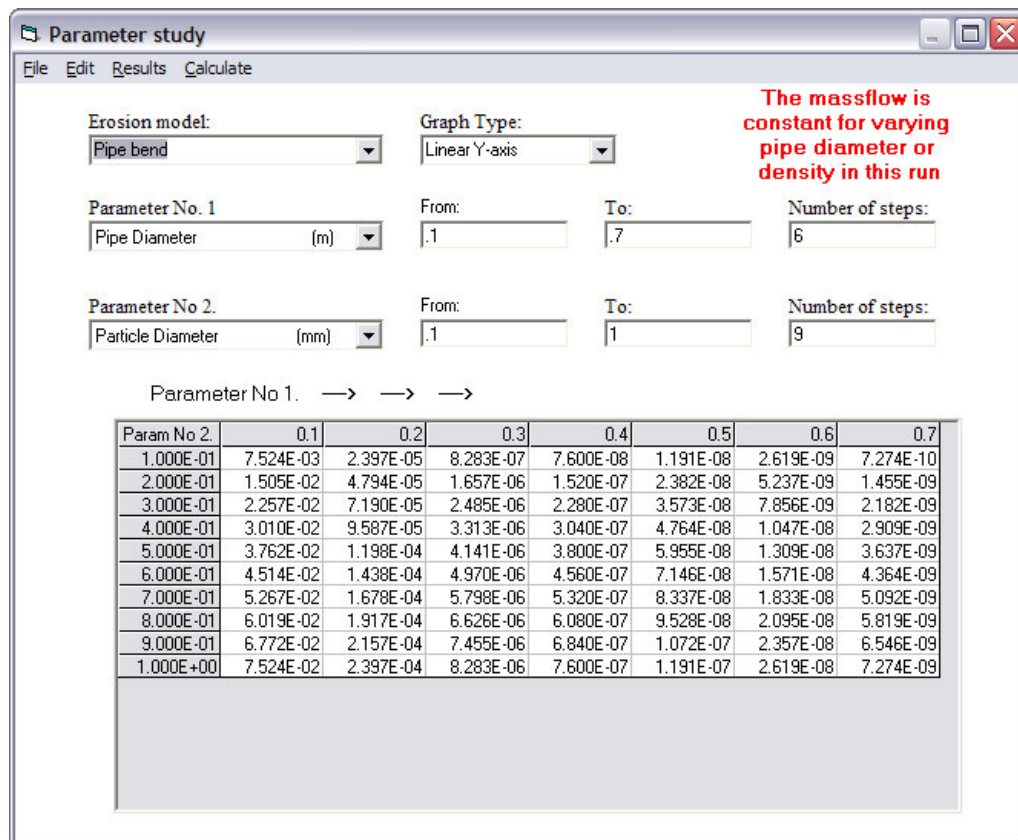 Parameter study
File Edit Results Calculate
The massflow is
constant for varying
pipe diameter or
density in this run
Erosion model: Graph Type:
Pipe bend Linear Y-axis
Parameter No. 1 From: To: Number of steps:
Pipe Diameter (m) .1 .7 6
Parameter No 2. From: To: Number of steps:
Particle Diameter (mm) .1 1 9
Parameter No 1. --> --> -->
Param No 2. 0.1 0.2 0.3 0.4 0.5 0.6 0.7
1.000E-01 7.524E-03 2.397E-05 8.283E-07 7.600E-08 1.191E-08 2.619E-09 7.274E-10
2.000E-01 1.505E-02 4.794E-05 1.657E-06 1.520E-07 2.382E-08 5.237E-09 1.455E-09
3.000E-01 2.257E-02 7.190E-05 2.485E-06 2.280E-07 3.573E-08 7.856E-09 2.182E-09
4.000E-01 3.010E-02 9.587E-05 3.313E-06 3.040E-07 4.764E-08 1.047E-08 2.909E-09
5.000E-01 3.762E-02 1.198E-04 4.141E-06 3.800E-07 5.955E-08 1.309E-08 3.637E-09
6.000E-01 4.514E-02 1.438E-04 4.970E-06 4.560E-07 7.146E-08 1.571E-08 4.364E-09
7.000E-01 5.267E-02 1.678E-04 5.798E-06 5.320E-07 8.337E-08 1.833E-08 5.092E-09
8.000E-01 6.019E-02 1.917E-04 6.626E-06 6.080E-07 9.528E-08 2.095E-08 5.819E-09
9.000E-01 6.772E-02 2.157E-04 7.455E-06 6.840E-07 1.072E-07 2.357E-08 6.546E-09
1.000E+00 7.524E-02 2.397E-04 8.283E-06 7.600E-07 1.191E-07 2.619E-08 7.274E-09